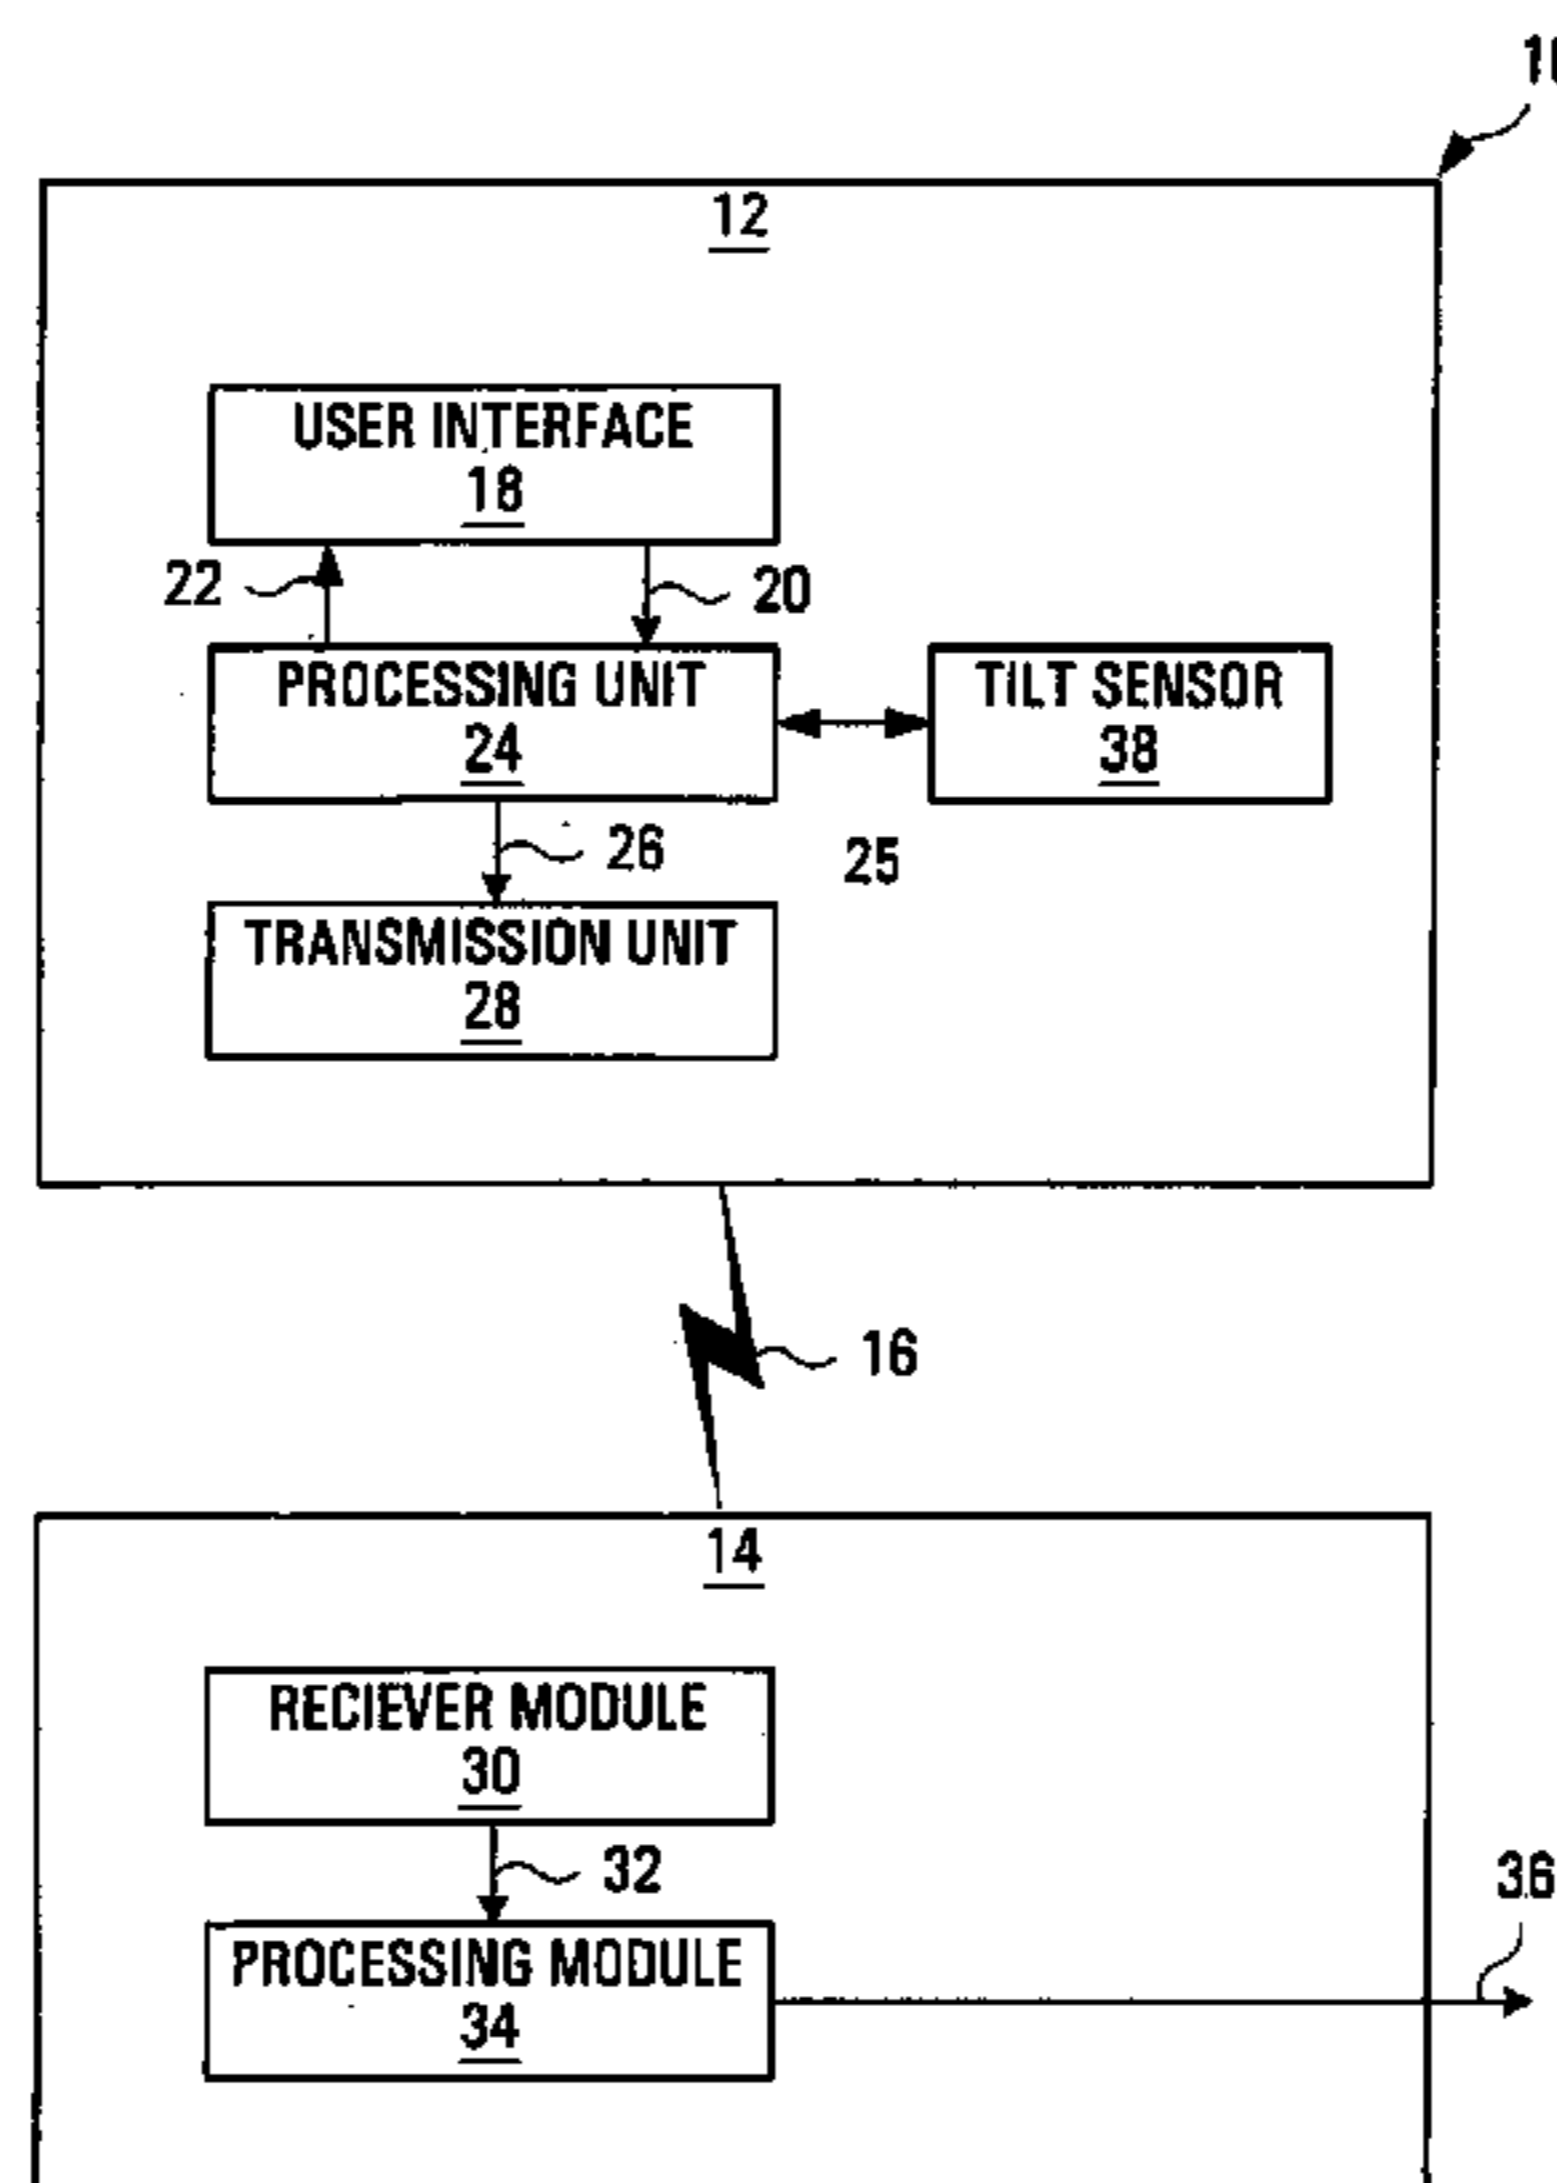 12
USER INTERFACE
18
22
20
PROCESSING UNIT
24
TILT SENSOR
38
26
25
TRANSMISSION UNIT
28
16
14
RECIEVER MODULE
30
32
36
PROCESSING MODULE
34